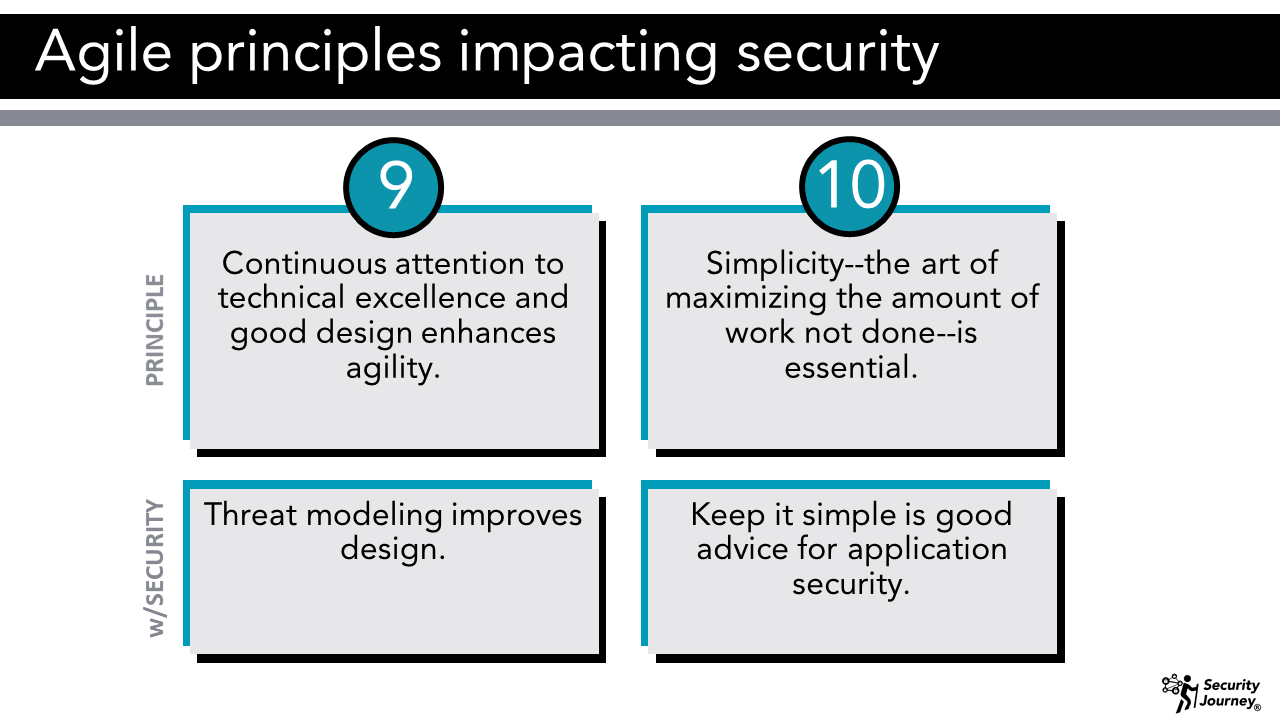 Agile principles impacting security
9
10
PRINCIPLE
Continuous attention to
technical excellence and
good design enhances
agility.
Simplicity--the art of
maximizing the amount of
work not done--is
essential.
w/SECURITY
Threat modeling improves
design.
Keep it simple is good
advice for application
security.
Security
Journey®